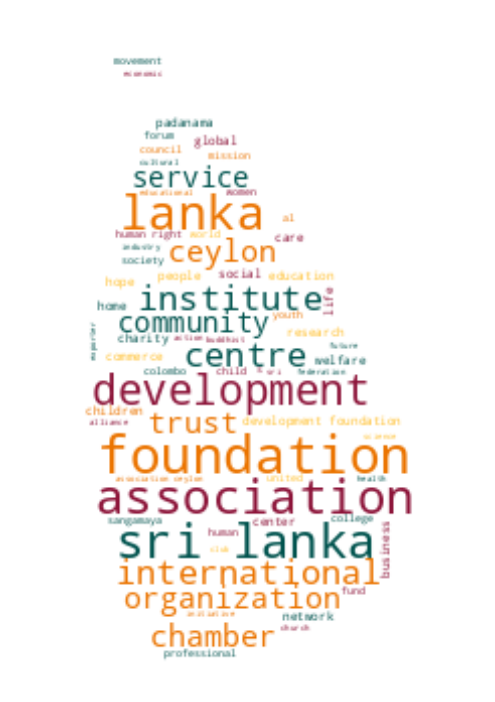 movement
economic
padanama
forum
global
council
mission
cultural
service
educational women
lanka
al
human right world
care
industry
ceylon
society
people social education
hope
institute
life
home
community
youth
exporter
research
charity action buddhist
future
centre
commerce
welfare
colombo child
sri federation
development
children
alliance
trust
development foundation
science
foundation
association ceylon united health
association
sangamaya
center
college
sri lanka
human
club
business
international
organization
fund
initiative
network
chamber
church
professional